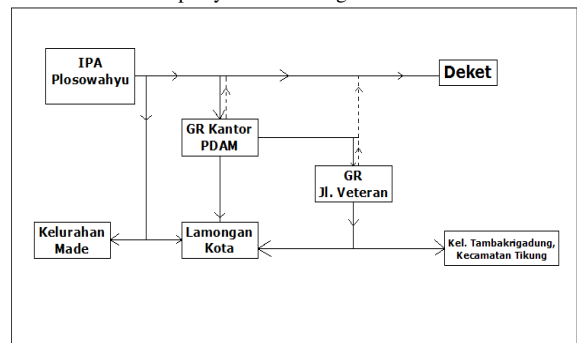 IPA
Plosowahyu
Deket
GR Kantor
PDAM
GR
Jl. Veteran
Kelurahan
Made
Lamongan
Kota
Kel. Tambakrigadung,
Kecamatan Tikung